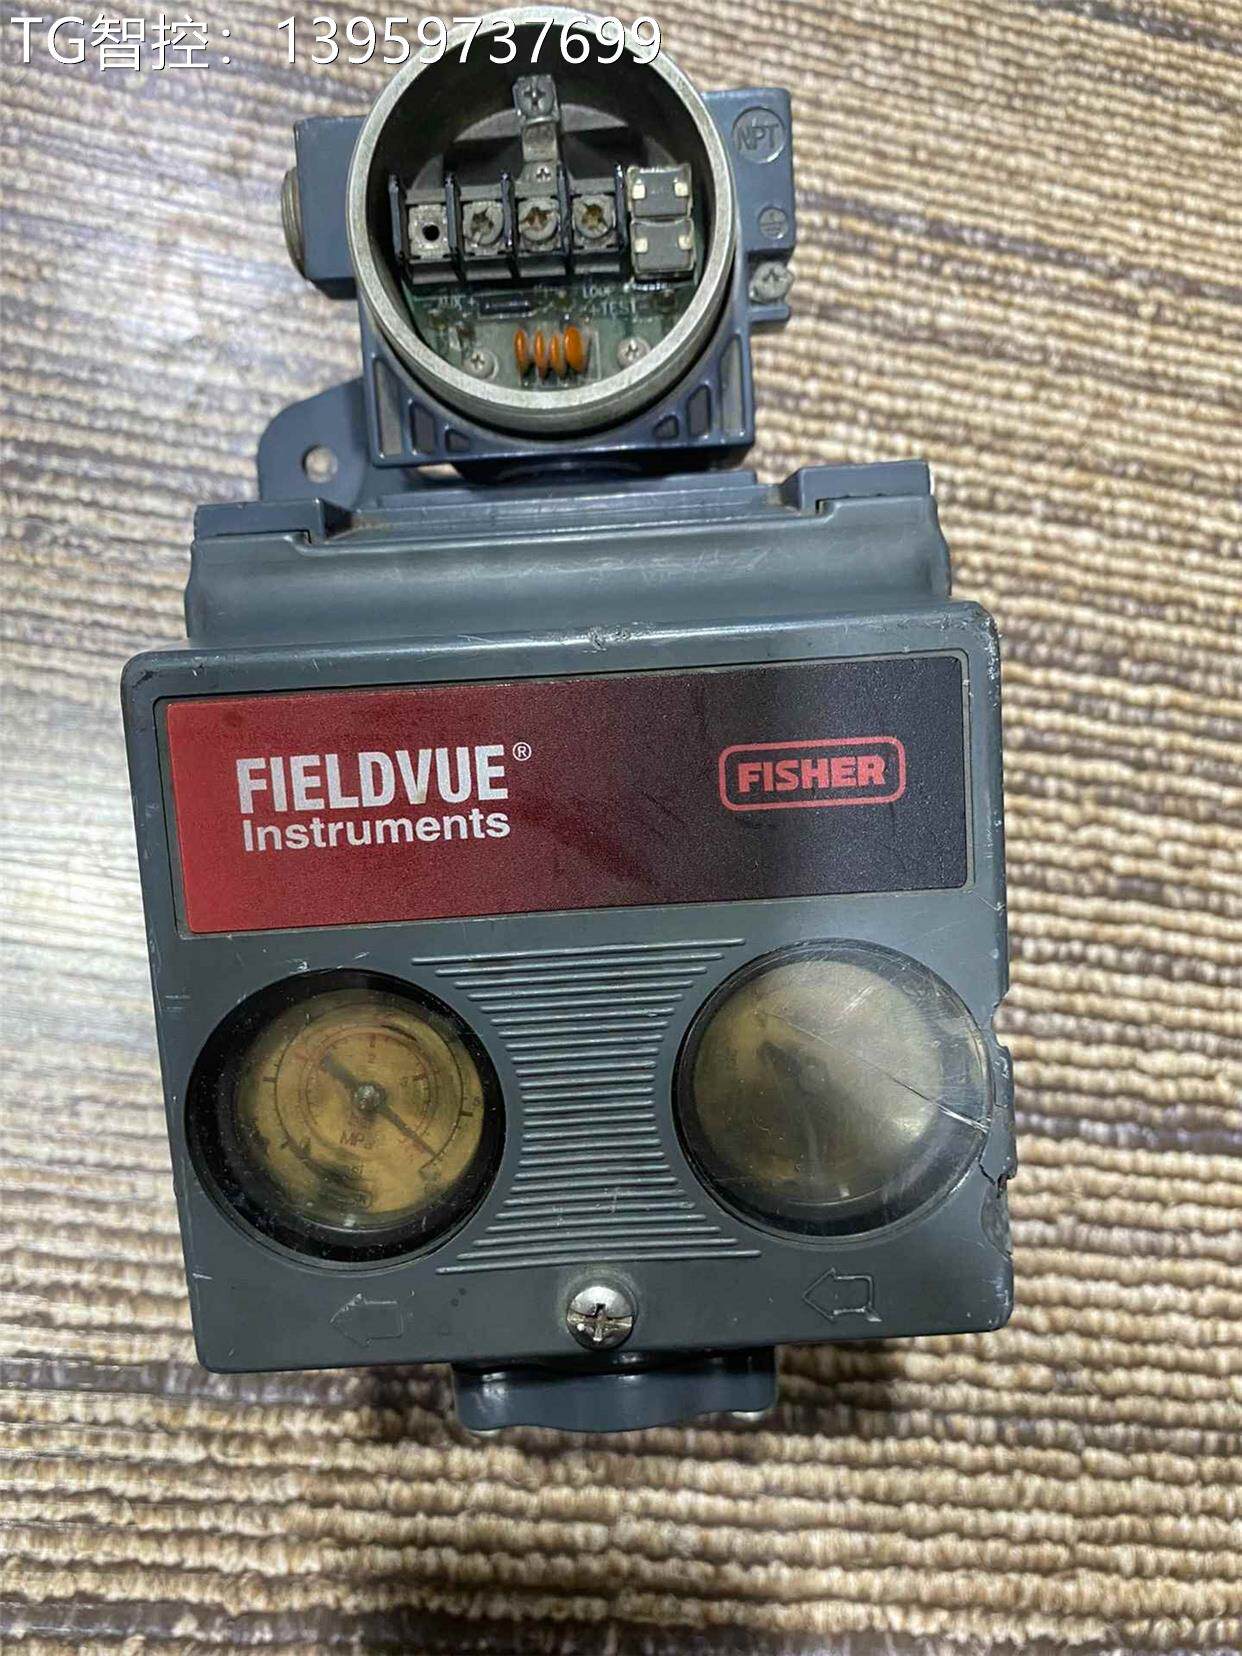 TG智控：13959737699
NPT
AUX +
LOOP
TEST
FIELDVUE®
Instruments
FISHER
MPa